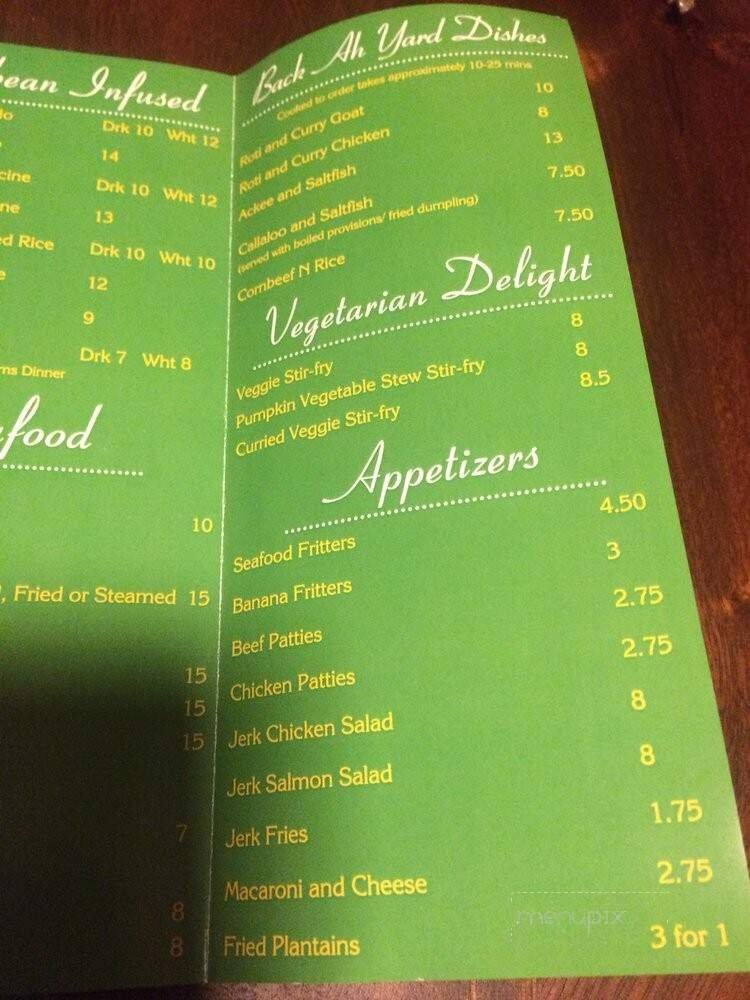 bean Infused
Drk 10 Wht 12
14
Drk 10 Wht 12
13
ed Rice Drk 10 Wht 10
12
9
Drk 7 Wht 8
ms Dinner
afood
10
, Fried or Steamed 15
15
15
15
7
8
8
Back Ah Yard Dishes
Cooked to order takes approximately 10-25 mins
Roti and Curry Goat 10
Roti and Curry Chicken 8
Ackee and Saltfish 13
Callaloo and Saltfish 7.50
(served with boiled provisions/ fried dumpling)
Cornbeef N Rice 7.50
Vegetarian Delight
Veggie Stir-fry 8
Pumpkin Vegetable Stew Stir-fry 8
Curried Veggie Stir-fry 8.5
Appetizers
Seafood Fritters 4.50
Banana Fritters 3
Beef Patties 2.75
Chicken Patties 2.75
Jerk Chicken Salad 8
Jerk Salmon Salad 8
Jerk Fries 1.75
Macaroni and Cheese 2.75
menupix
Fried Plantains 3 for 1